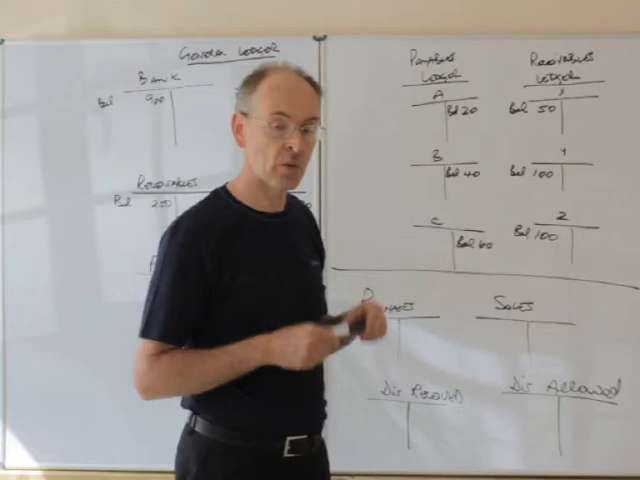 General Ledger
Bank
Bal 900
Receivables
Bal 250
Payables
Ledger
A
Bal 20
B
Bal 40
C
Bal 60
Receivables
Ledger
X
Bal 50
Y
Bal 100
Z
Bal 100
Sales
Dis Received
Dis Allowed